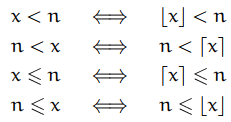 x < n ⟺ ⌊x⌋ < n
n < x ⟺ n < ⌈x⌉
x ⩽ n ⟺ ⌈x⌉ ⩽ n
n ⩽ x ⟺ n ⩽ ⌊x⌋